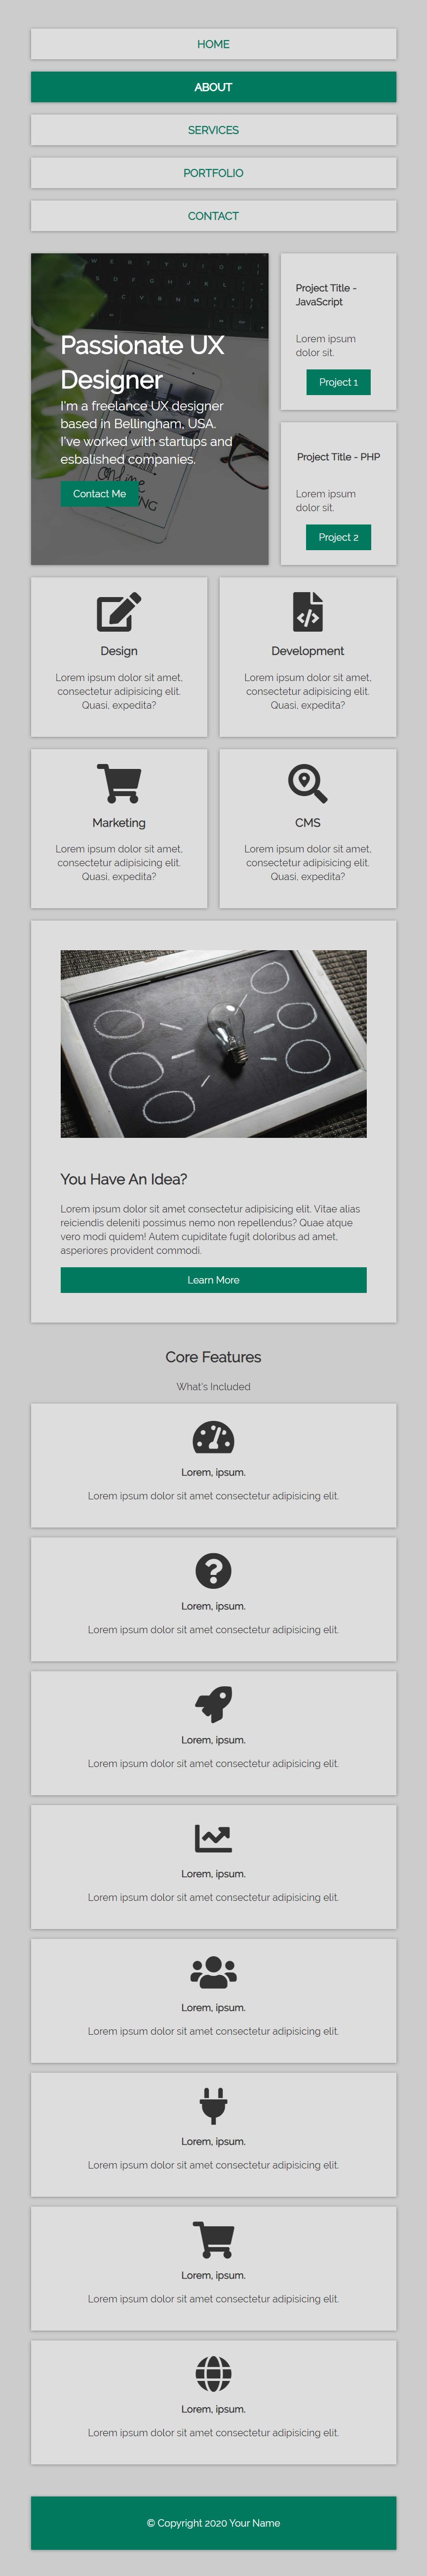 HOME
ABOUT
SERVICES
PORTFOLIO
CONTACT
Passionate UX
Designer
I'm a freelance UX designer
based in Bellingham, USA.
I've worked with startups and
esbalished companies.
Contact Me
Project Title -
JavaScript
Lorem ipsum
dolor sit.
Project 1
Project Title - PHP
Lorem ipsum
dolor sit.
Project 2
Design
Lorem ipsum dolor sit amet,
consectetur adipisicing elit.
Quasi, expedita?
Development
Lorem ipsum dolor sit amet,
consectetur adipisicing elit.
Quasi, expedita?
Marketing
Lorem ipsum dolor sit amet,
consectetur adipisicing elit.
Quasi, expedita?
CMS
Lorem ipsum dolor sit amet,
consectetur adipisicing elit.
Quasi, expedita?
You Have An Idea?
Lorem ipsum dolor sit amet consectetur adipisicing elit. Vitae alias
reiciendis deleniti possimus nemo non repellendus? Quae atque
vero modi quidem! Autem cupiditate fugit doloribus ad amet,
asperiores provident commodi.
Learn More
Core Features
What's Included
Lorem, ipsum.
Lorem ipsum dolor sit amet consectetur adipisicing elit.
Lorem, ipsum.
Lorem ipsum dolor sit amet consectetur adipisicing elit.
Lorem, ipsum.
Lorem ipsum dolor sit amet consectetur adipisicing elit.
Lorem, ipsum.
Lorem ipsum dolor sit amet consectetur adipisicing elit.
Lorem, ipsum.
Lorem ipsum dolor sit amet consectetur adipisicing elit.
Lorem, ipsum.
Lorem ipsum dolor sit amet consectetur adipisicing elit.
Lorem, ipsum.
Lorem ipsum dolor sit amet consectetur adipisicing elit.
Lorem, ipsum.
Lorem ipsum dolor sit amet consectetur adipisicing elit.
© Copyright 2020 Your Name